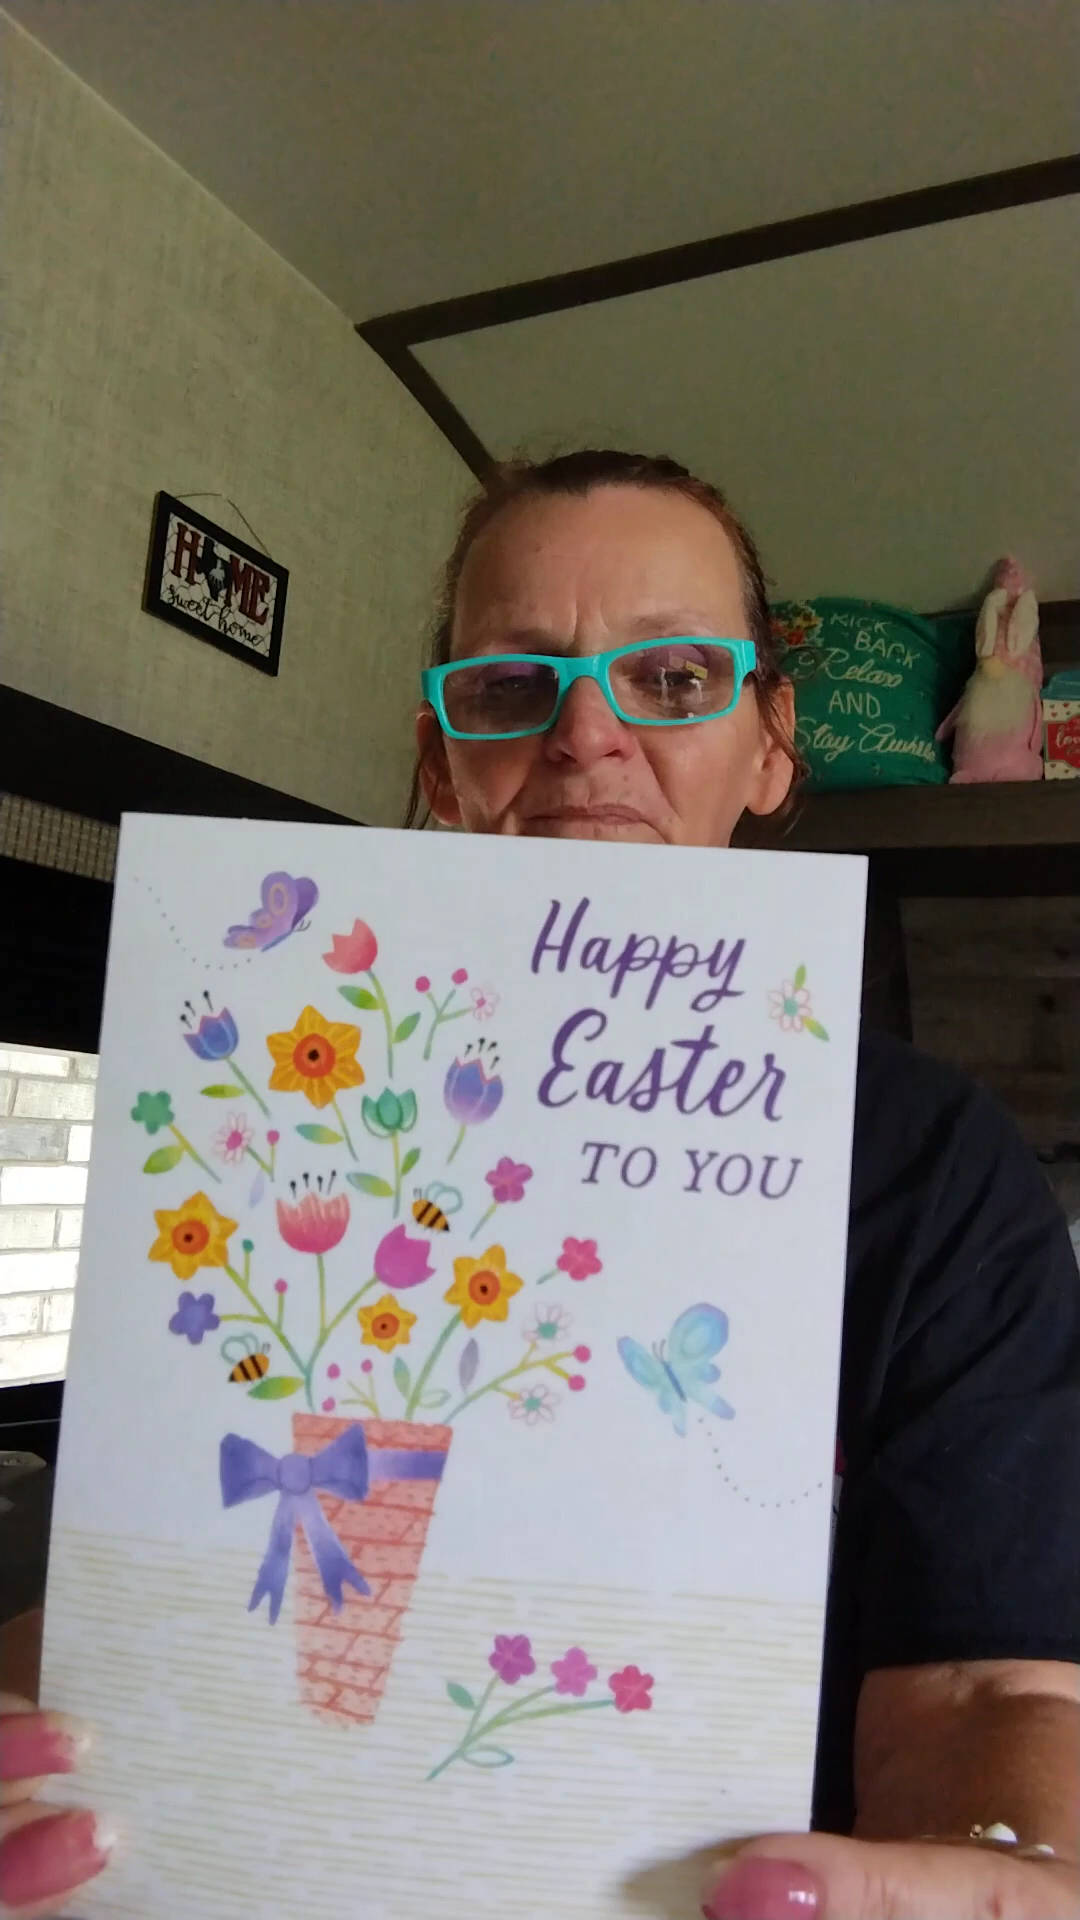 HOME
sweet home
KICK
BACK
Relax
AND
Stay Awhile
Happy
Easter
TO YOU